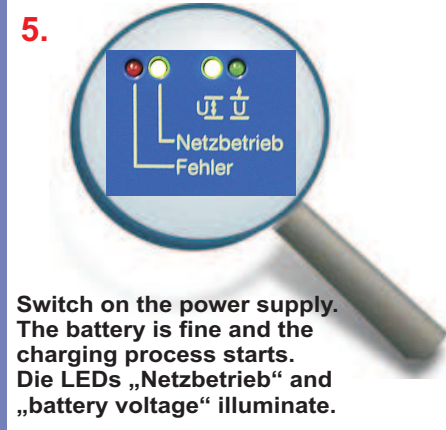 5.
U U
Netzbetrieb
Fehler
Switch on the power supply.
The battery is fine and the
charging process starts.
Die LEDs „Netzbetrieb“ and
„battery voltage“ illuminate.